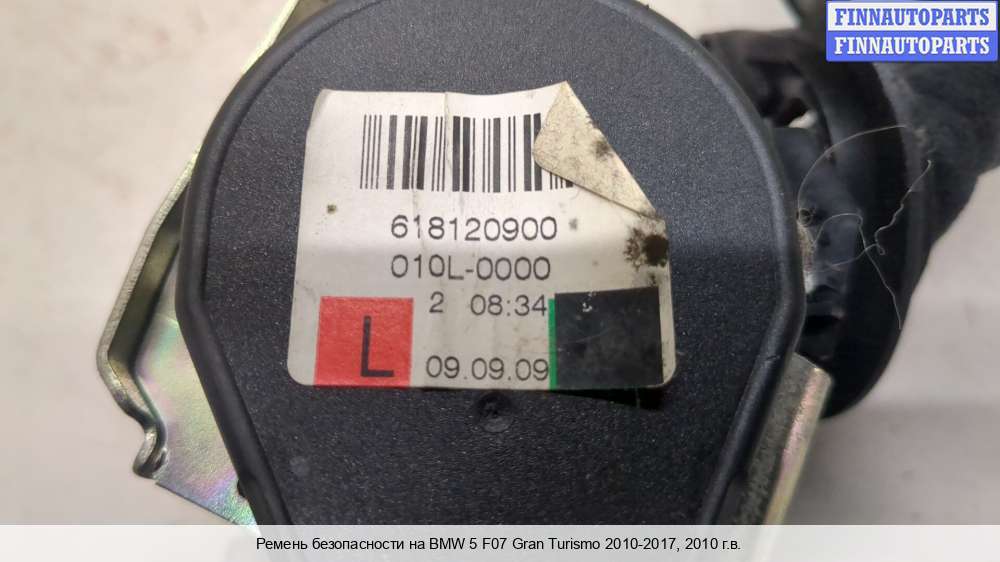 FINNAUTOPARTS
FINNAUTOPARTS
618120900
010L-0000
2 08:34
L
09.09.09
Ремень безопасности на BMW 5 F07 Gran Turismo 2010-2017, 2010 г.в.